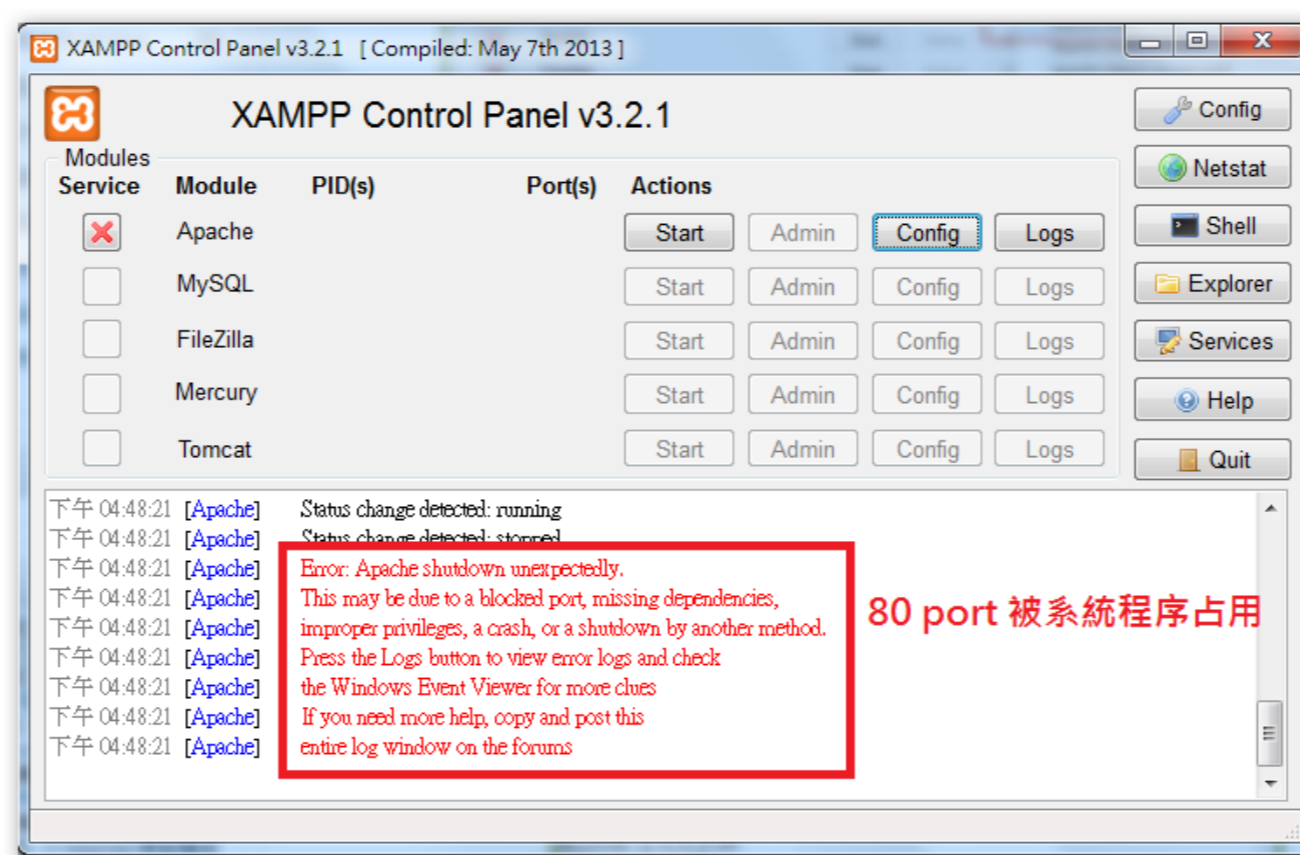 XAMPP Control Panel v3.2.1 [ Compiled: May 7th 2013 ]
XAMPP Control Panel v3.2.1
Config
Modules
Service Module PID(s) Port(s) Actions
Netstat
Apache Start Admin Config Logs
Shell
MySQL Start Admin Config Logs
Explorer
FileZilla Start Admin Config Logs
Services
Mercury Start Admin Config Logs
Help
Tomcat Start Admin Config Logs
Quit
下午 04:48:21 [Apache] Status change detected: running
下午 04:48:21 [Apache] Status change detected: stopped
下午 04:48:21 [Apache] Error: Apache shutdown unexpectedly.
下午 04:48:21 [Apache] This may be due to a blocked port, missing dependencies,
下午 04:48:21 [Apache] improper privileges, a crash, or a shutdown by another method.
下午 04:48:21 [Apache] Press the Logs button to view error logs and check
下午 04:48:21 [Apache] the Windows Event Viewer for more clues
下午 04:48:21 [Apache] If you need more help, copy and post this
下午 04:48:21 [Apache] entire log window on the forums
80 port 被系統程序占用